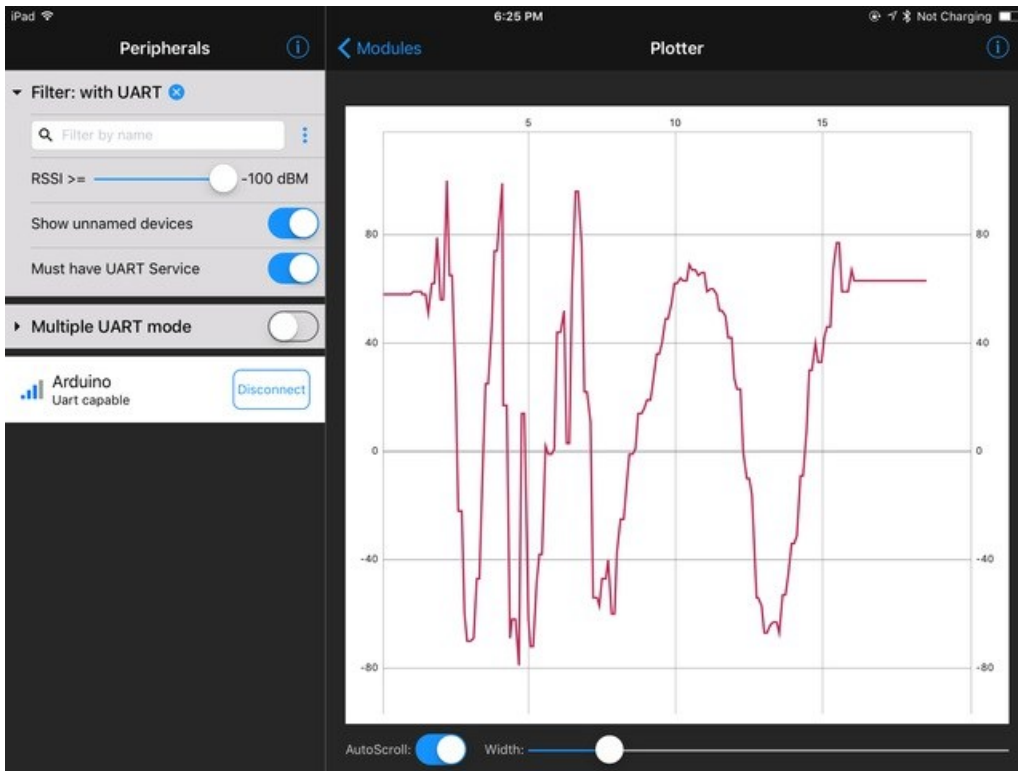 iPad
6:25 PM
Not Charging
Peripherals
Modules
Plotter
Filter: with UART
Filter by name
RSSI >=
-100 dBM
Show unnamed devices
Must have UART Service
Multiple UART mode
Arduino
Uart capable
Disconnect
5 10 15
80 80
40 40
0 0
-40 -40
-80 -80
AutoScroll:
Width: